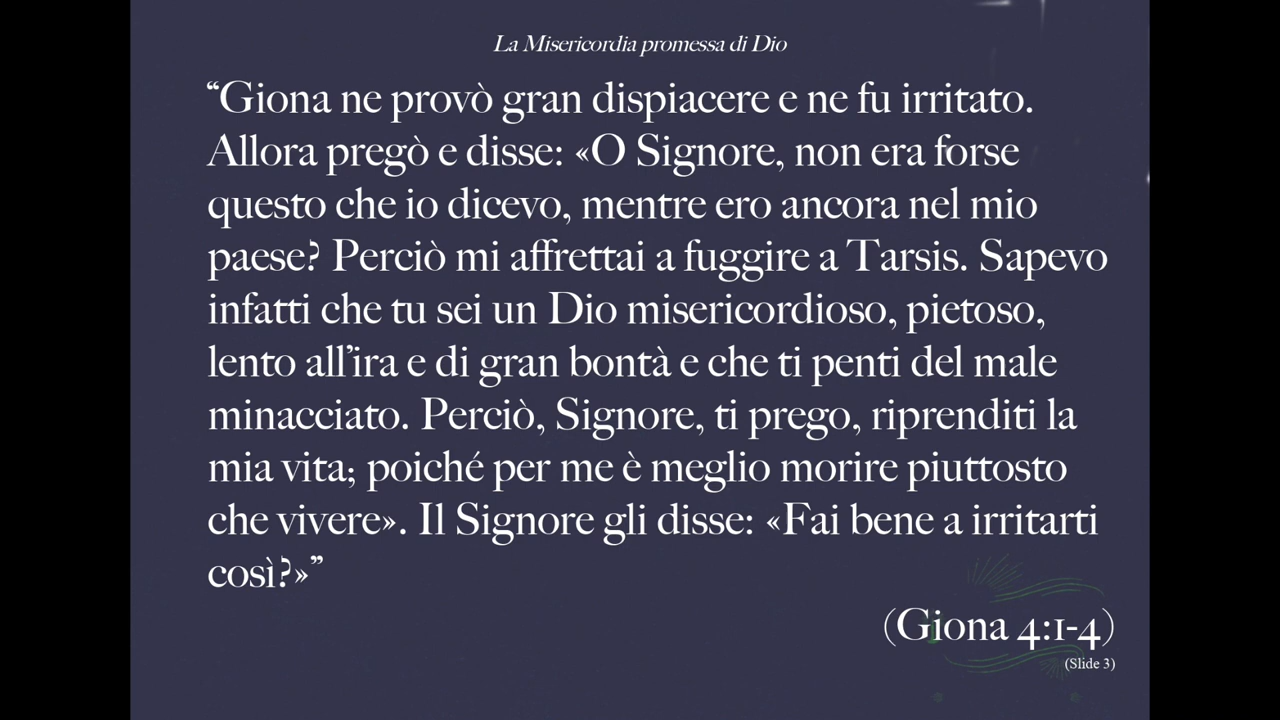 La Misericordia promessa di Dio
“Giona ne provò gran dispiacere e ne fu irritato.
Allora pregò e disse: «O Signore, non era forse
questo che io dicevo, mentre ero ancora nel mio
paese? Perciò mi affrettai a fuggire a Tarsis. Sapevo
infatti che tu sei un Dio misericordioso, pietoso,
lento all’ira e di gran bontà e che ti penti del male
minacciato. Perciò, Signore, ti prego, riprenditi la
mia vita; poiché per me è meglio morire piuttosto
che vivere». Il Signore gli disse: «Fai bene a irritarti
così?»”
(Giona 4:1-4)
(Slide 3)